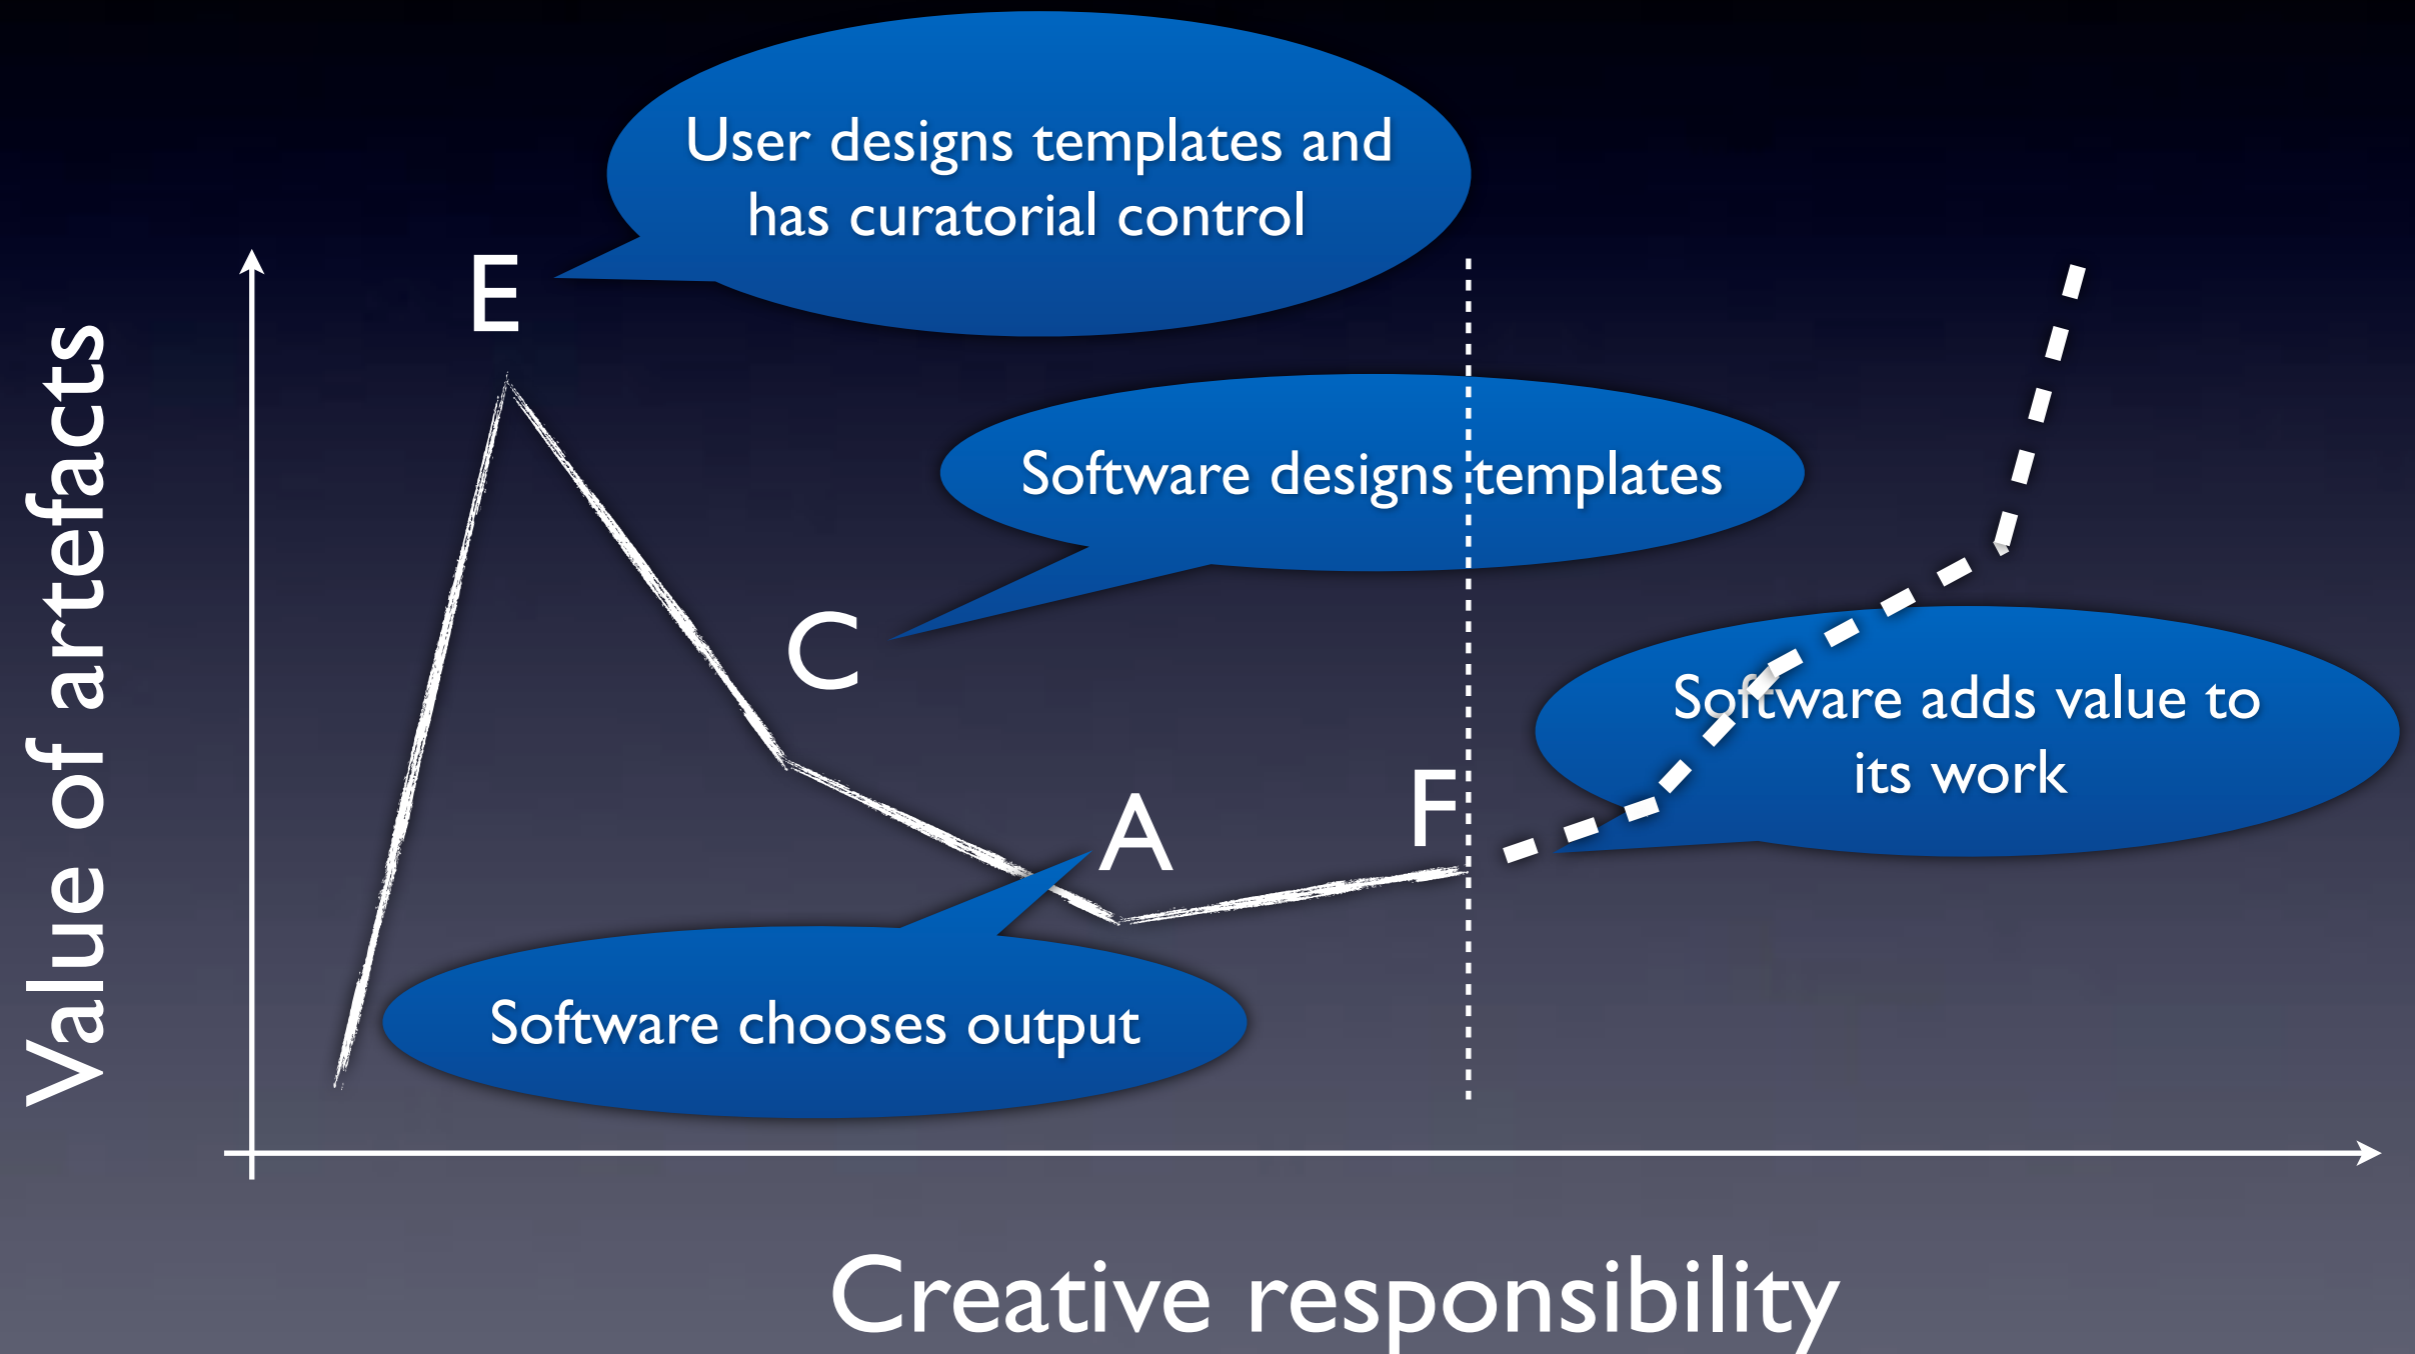 User designs templates and
has curatorial control
E
Software designs templates
C
Software adds value to
its work
A
F
Software chooses output
Value of artefacts
Creative responsibility